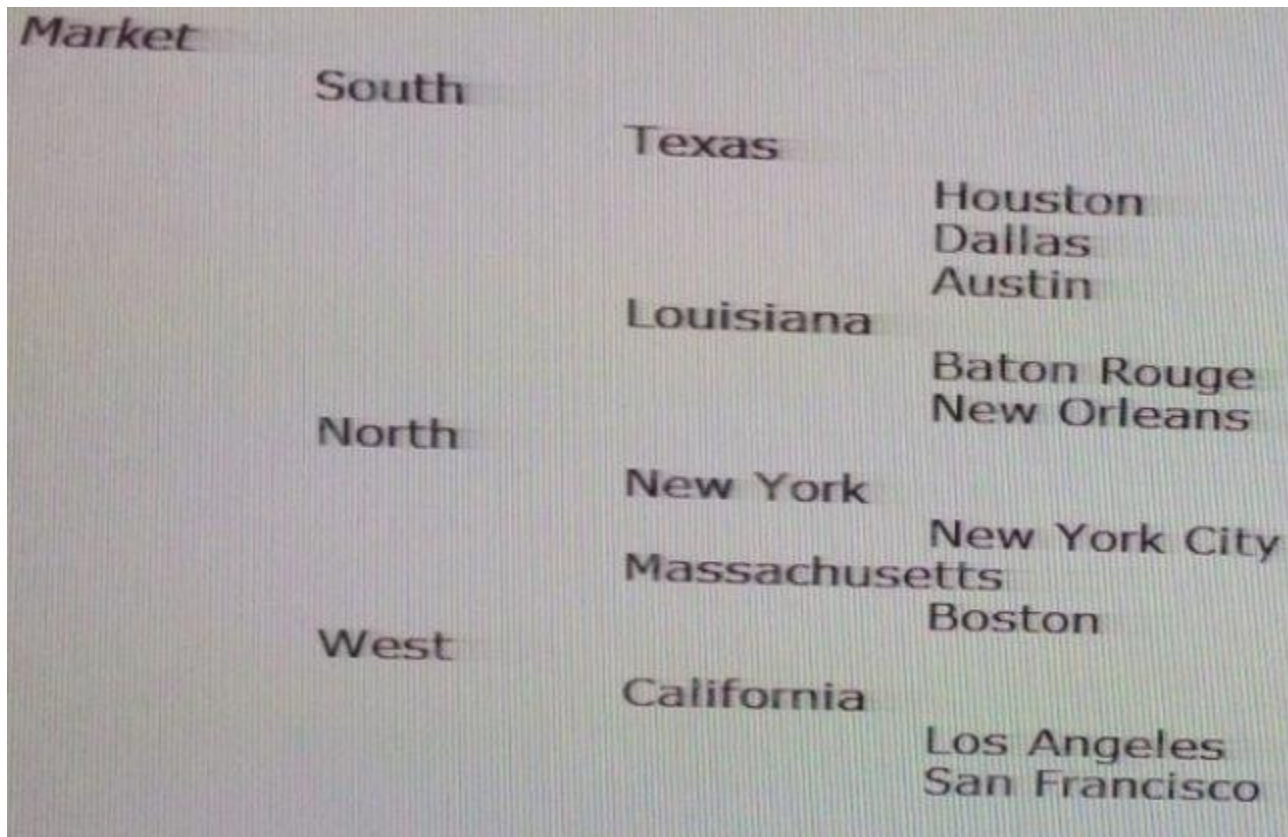 Market
South
Texas
Houston
Dallas
Austin
Louisiana
Baton Rouge
New Orleans
North
New York
New York City
Massachusetts
Boston
West
California
Los Angeles
San Francisco